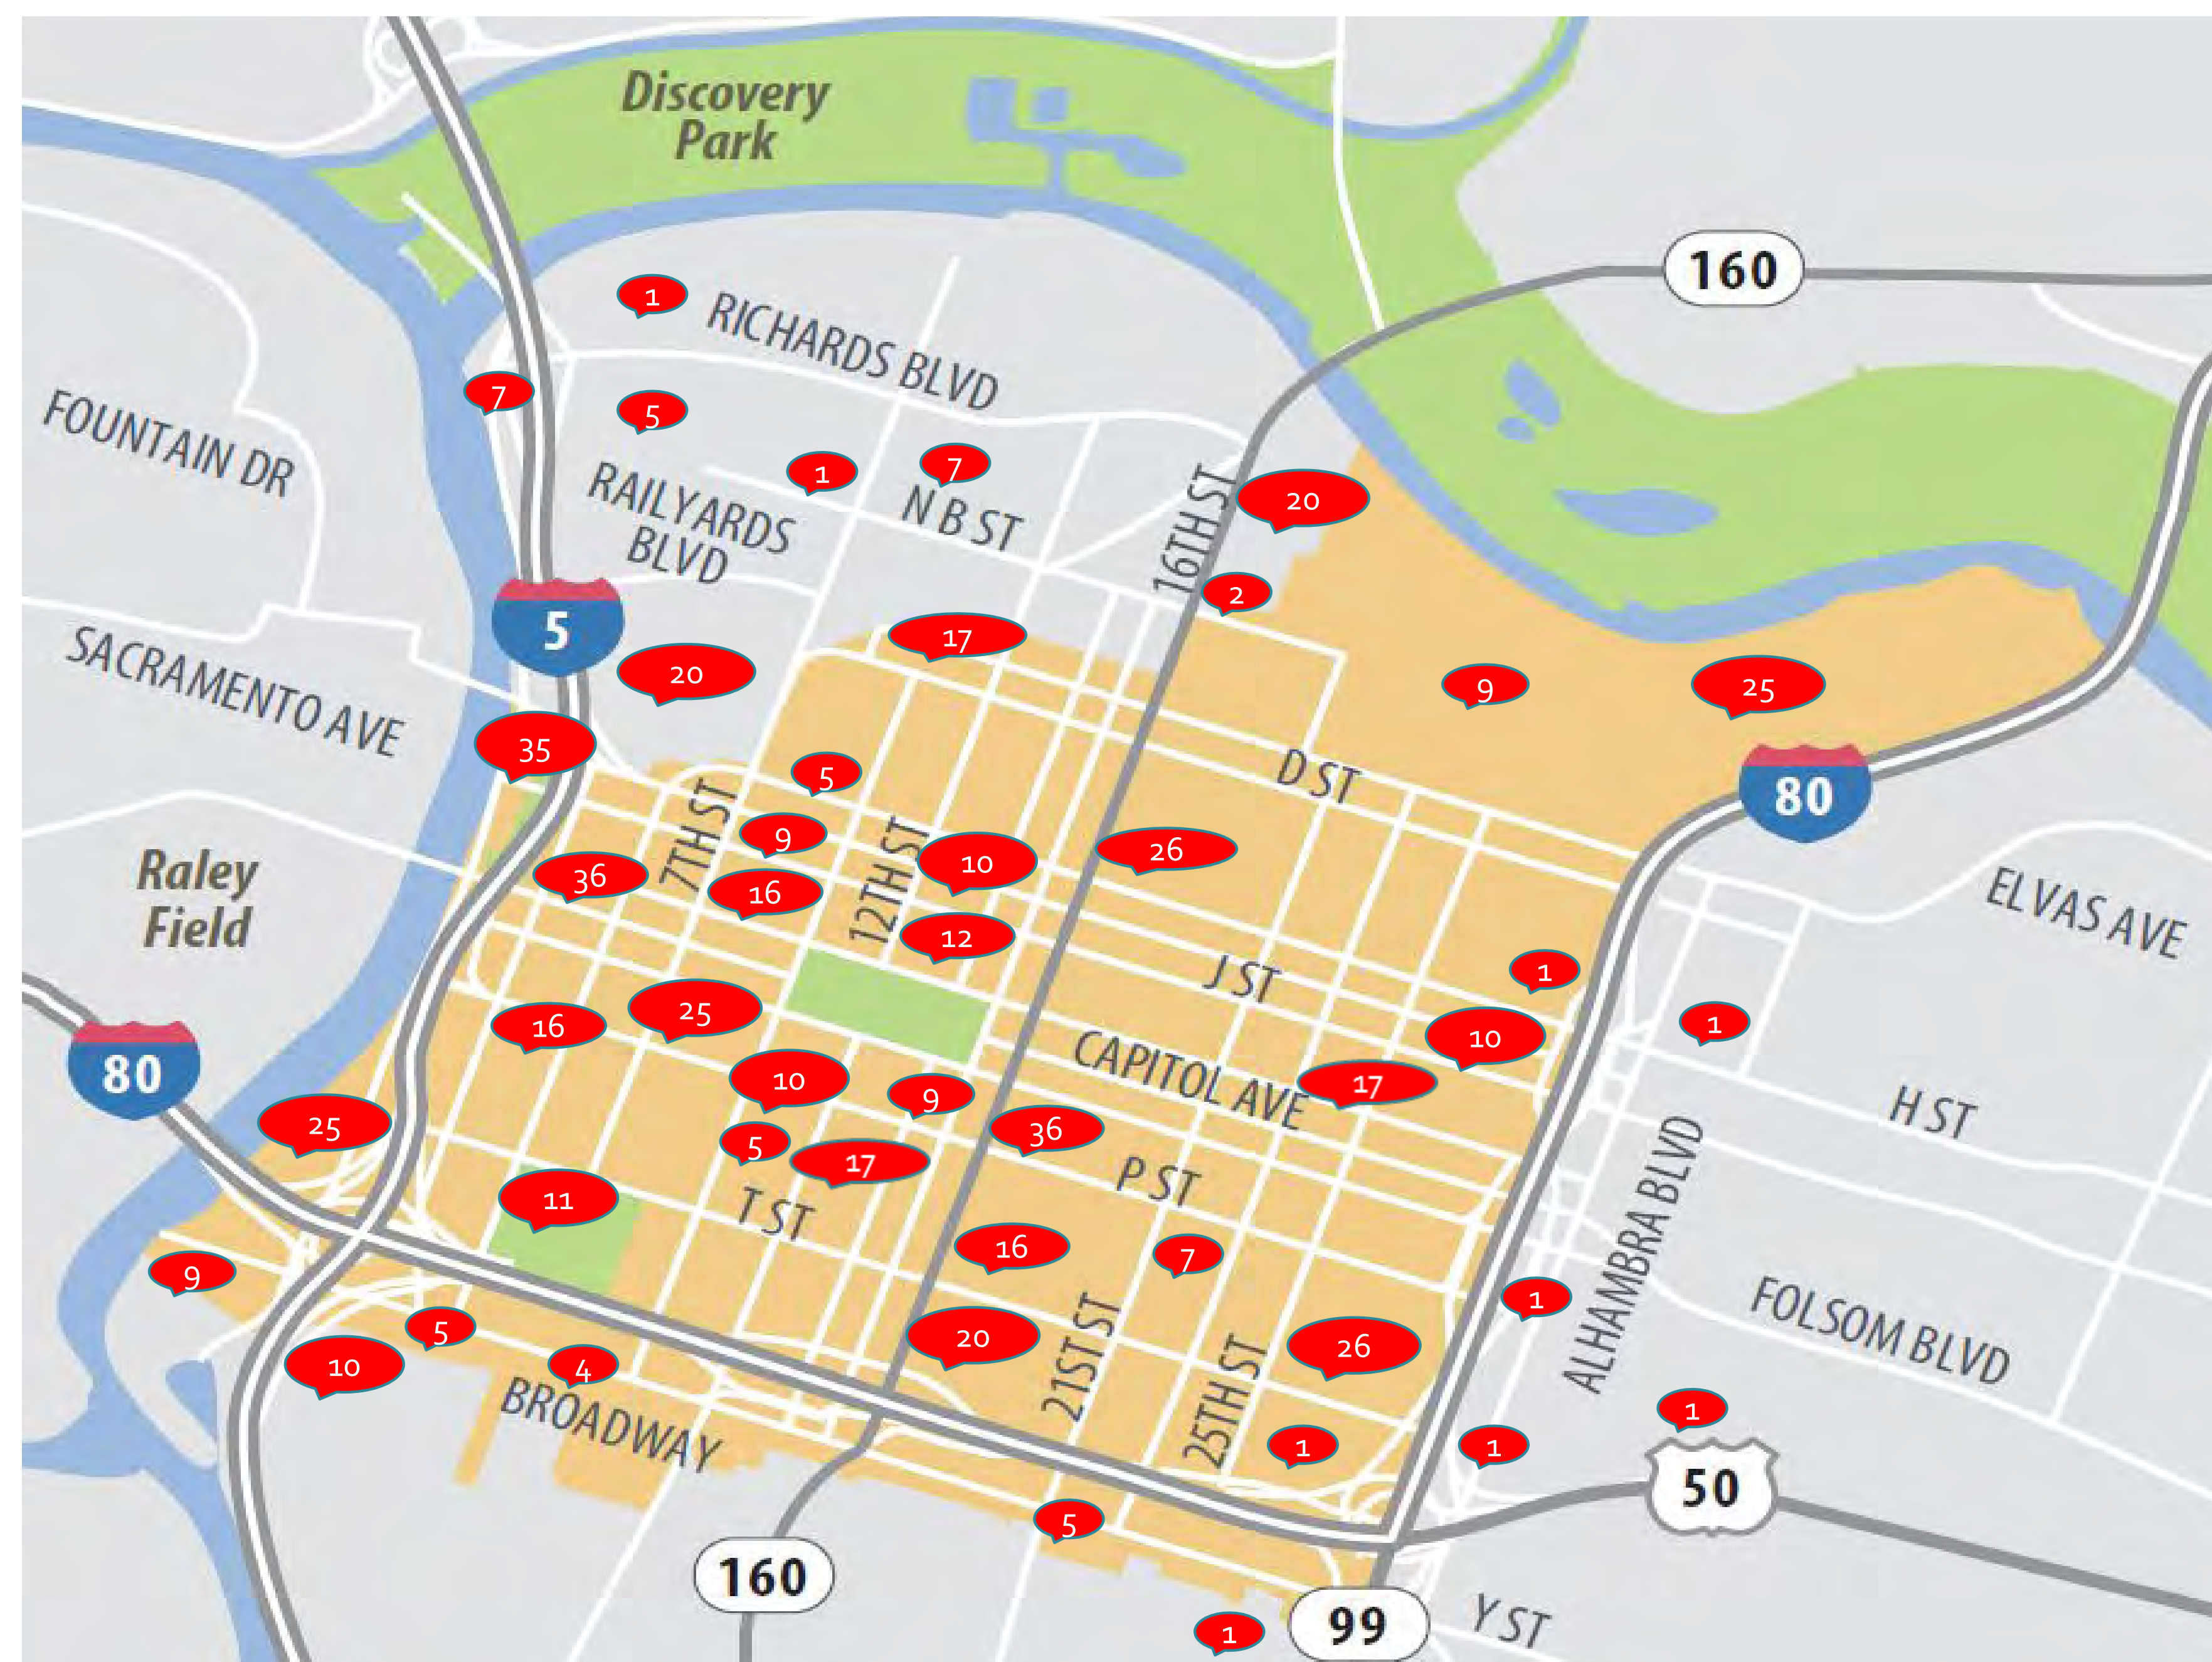 Discovery
Park
160
1
RICHARDS BLVD
7
5
FOUNTAIN DR
1
7
RAILYARDS
BLVD
N B ST
16TH ST
20
2
5
17
SACRAMENTO AVE
20
9
25
35
5
D ST
80
7TH ST
9
12TH ST
10
26
Raley
Field
36
16
ELVAS AVE
12
J ST
1
16
25
1
10
80
CAPITOL AVE
17
10
9
H ST
25
36
5
17
ALHAMBRA BLVD
P ST
11
T ST
16
7
9
1
FOLSOM BLVD
5
20
21ST ST
25TH ST
26
10
4
BROADWAY
1
1
1
50
5
160
99
Y ST
1